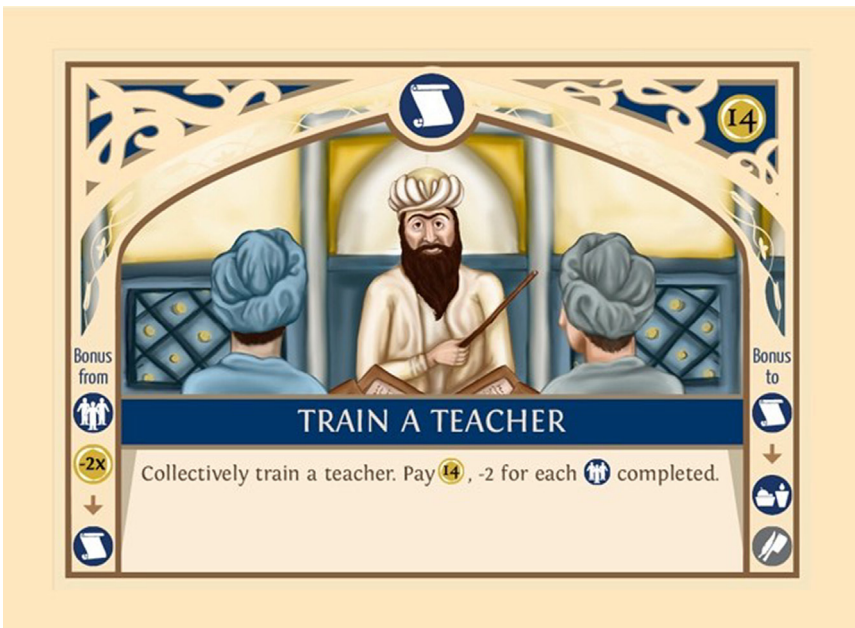 14
Bonus
from
-2x
Bonus
to
TRAIN A TEACHER
Collectively train a teacher. Pay 14, -2 for each completed.